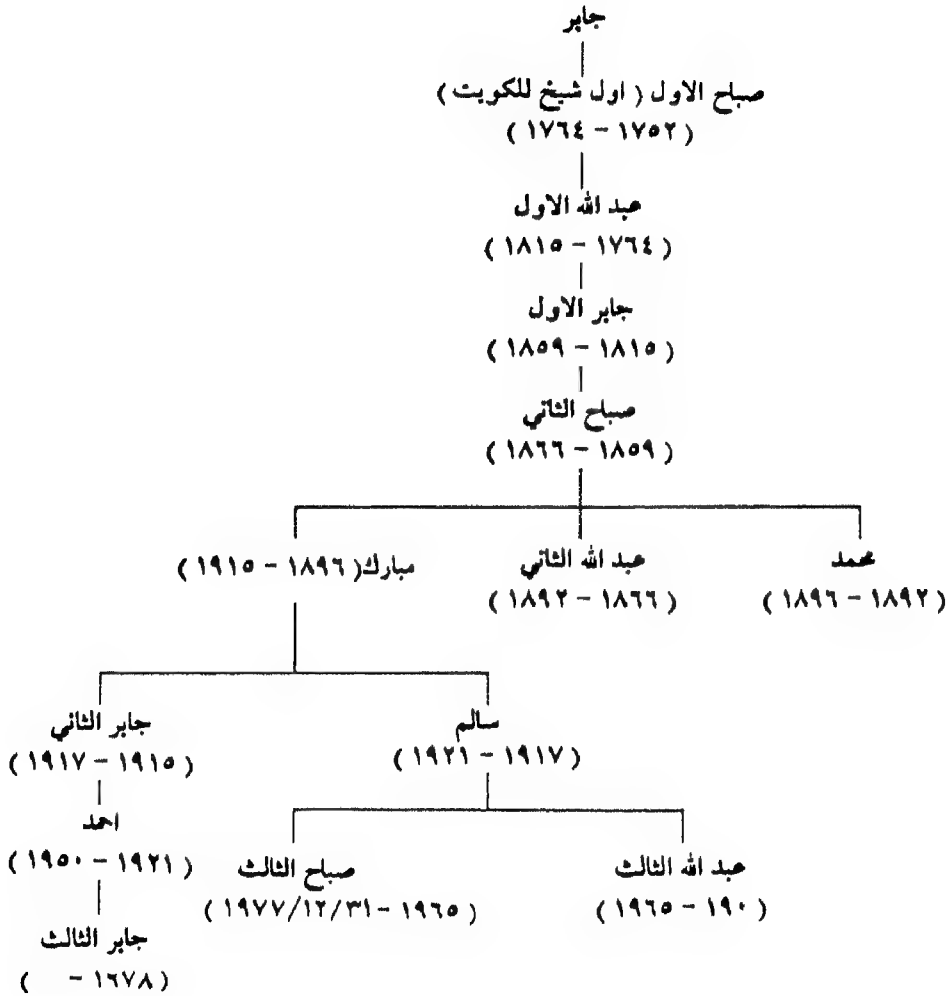 جابر
صباح الاول ( اول شيخ للكويت )
( ١٧٥٢ - ١٧٦٤ )
عبد الله الاول
( ١٧٦٤ - ١٨١٥ )
جابر الاول
( ١٨١٥ - ١٨٥٩ )
صباح الثاني
( ١٨٥٩ - ١٨٦٦ )
محمد
( ١٨٩٢ - ١٨٩٦ )
عبد الله الثاني
( ١٨٦٦ - ١٨٩٢ )
مبارك ( ١٨٩٦ - ١٩١٥ )
سالم
( ١٩١٧ - ١٩٢١ )
جابر الثاني
( ١٩١٥ - ١٩١٧ )
عبد الله الثالث
( ١٩٠ - ١٩٦٥ )
صباح الثالث
( ١٩٦٥ - ١٩٧٧/١٢/٣١ )
احمد
( ١٩٢١ - ١٩٥٠ )
جابر الثالث
( ١٦٧٨ - )